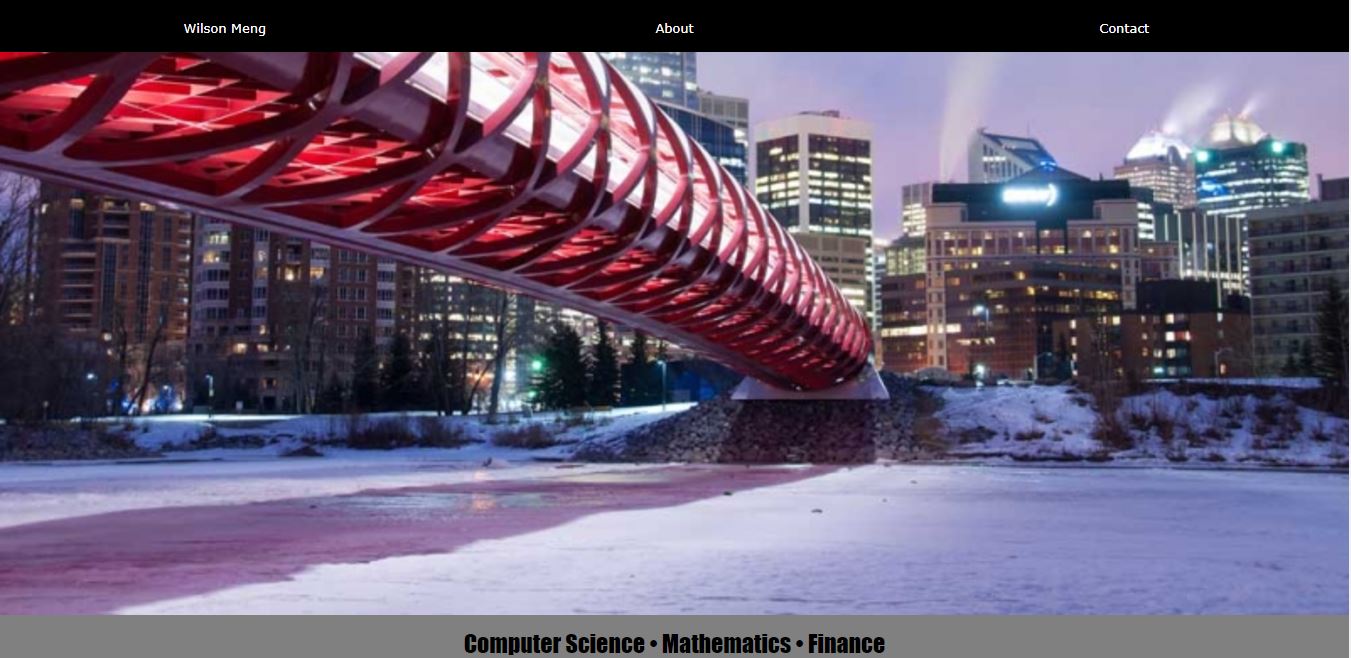 Wilson Meng About Contact
Computer Science • Mathematics • Finance